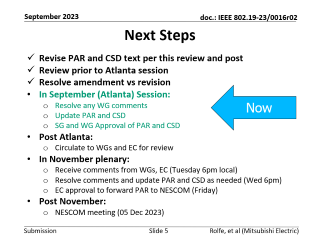 September 2023
doc.: IEEE 802.19-23/0016r02
Next Steps
✓ Revise PAR and CSD text per this review and post
✓ Review prior to Atlanta session
✓ Resolve amendment vs revision
• In September (Atlanta) Session:
o Resolve any WG comments
o Update PAR and CSD
o SG and WG Approval of PAR and CSD
Now
• Post Atlanta:
o Circulate to WGs and EC for review
• In November plenary:
o Receive comments from WGs, EC (Tuesday 6pm local)
o Resolve comments and update PAR and CSD as needed (Wed 6pm)
o EC approval to forward PAR to NESCOM (Friday)
• Post November:
o NESCOM meeting (05 Dec 2023)
Submission
Slide 5
Rolfe, et al (Mitsubishi Electric)